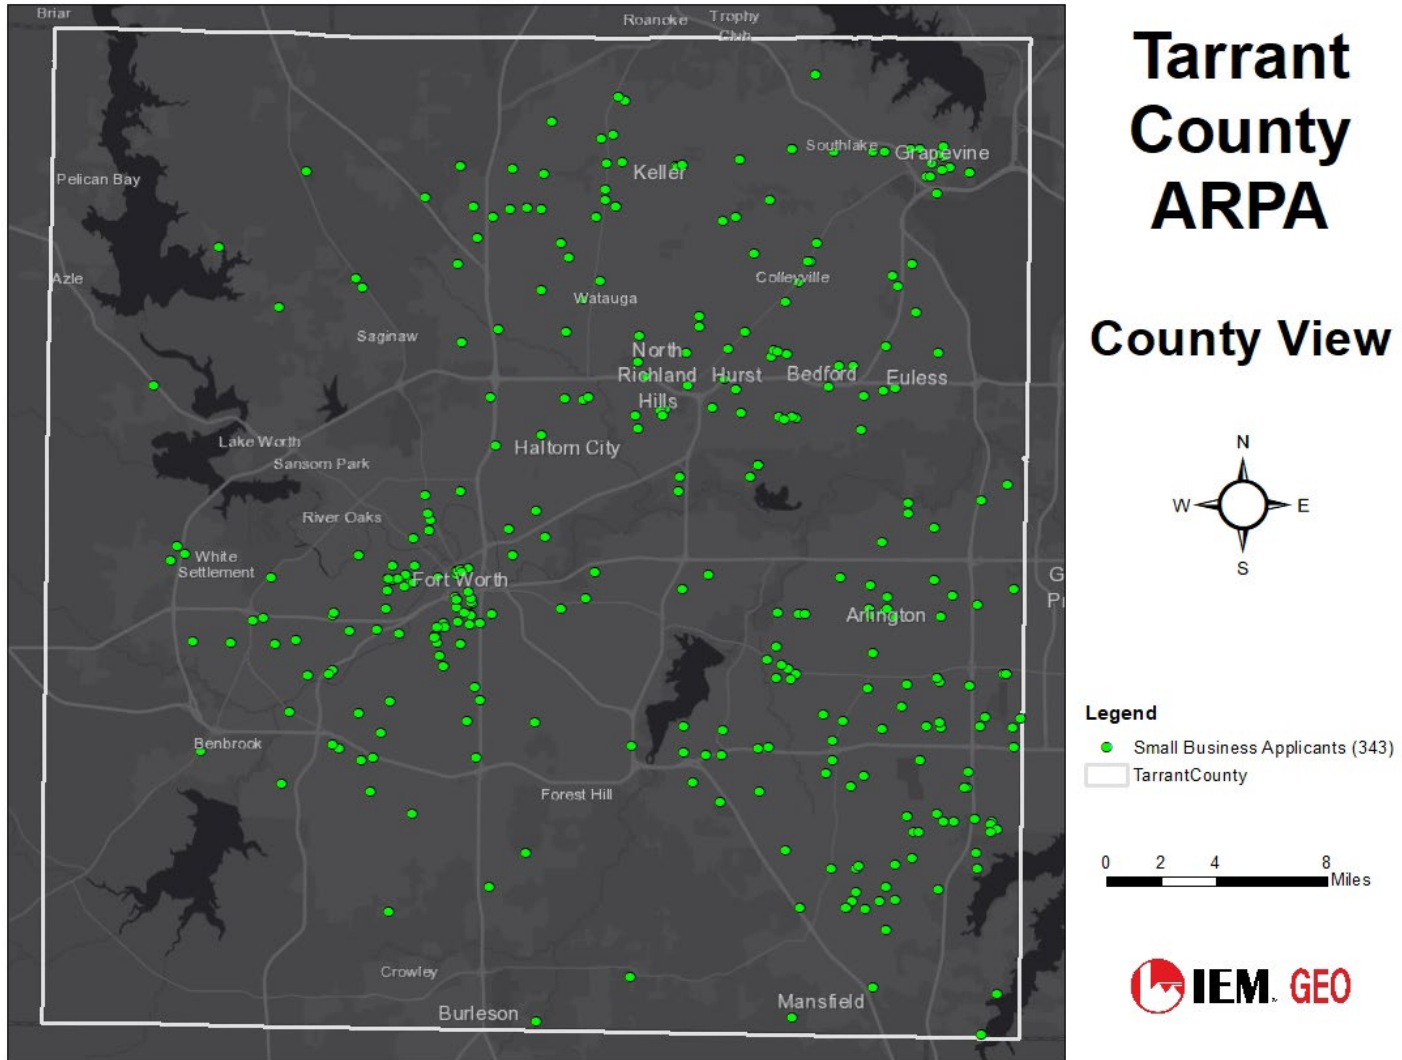 Tarrant
County
ARPA
County View
N
W
E
S
Legend
Small Business Applicants (343)
TarrantCounty
0 2 4 8
Miles
IEM GEO
Briar
Roanoke
Trophy
Club
Southlake
Grapevine
Keller
Pelican Bay
Azle
Colleyville
Watauga
Saginaw
North
Richland
Hills
Hurst
Bedford
Euless
Lake Worth
Haltom City
Sansom Park
River Oaks
White
Settlement
Fort Worth
G
Pr
Arlington
Benbrook
Forest Hill
Crowley
Burleson
Mansfield